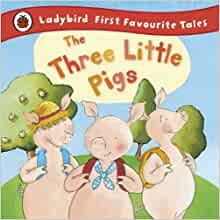 Ladybird First Favourite Tales
The
Three Little
Pigs